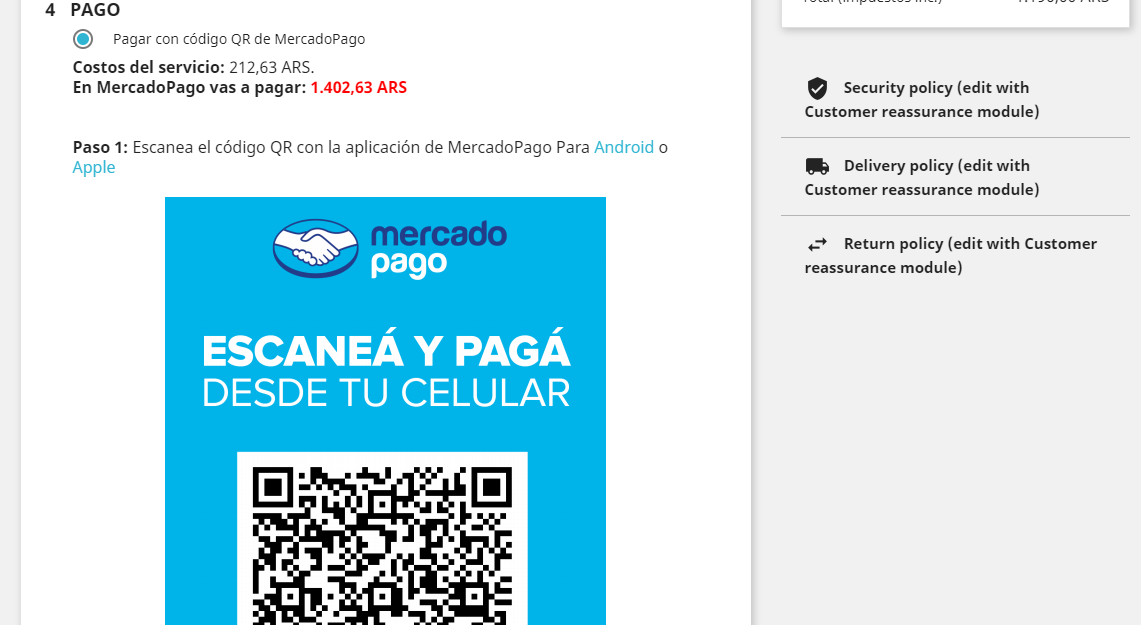 4 PAGO
Pagar con código QR de MercadoPago
Costos del servicio: 212,63 ARS.
En MercadoPago vas a pagar: 1.402,63 ARS
Paso 1: Escanea el código QR con la aplicación de MercadoPago Para Android o
Apple
mercado
pago
ESCANEÁ Y PAGÁ
DESDE TU CELULAR
Security policy (edit with
Customer reassurance module)
Delivery policy (edit with
Customer reassurance module)
Return policy (edit with Customer
reassurance module)